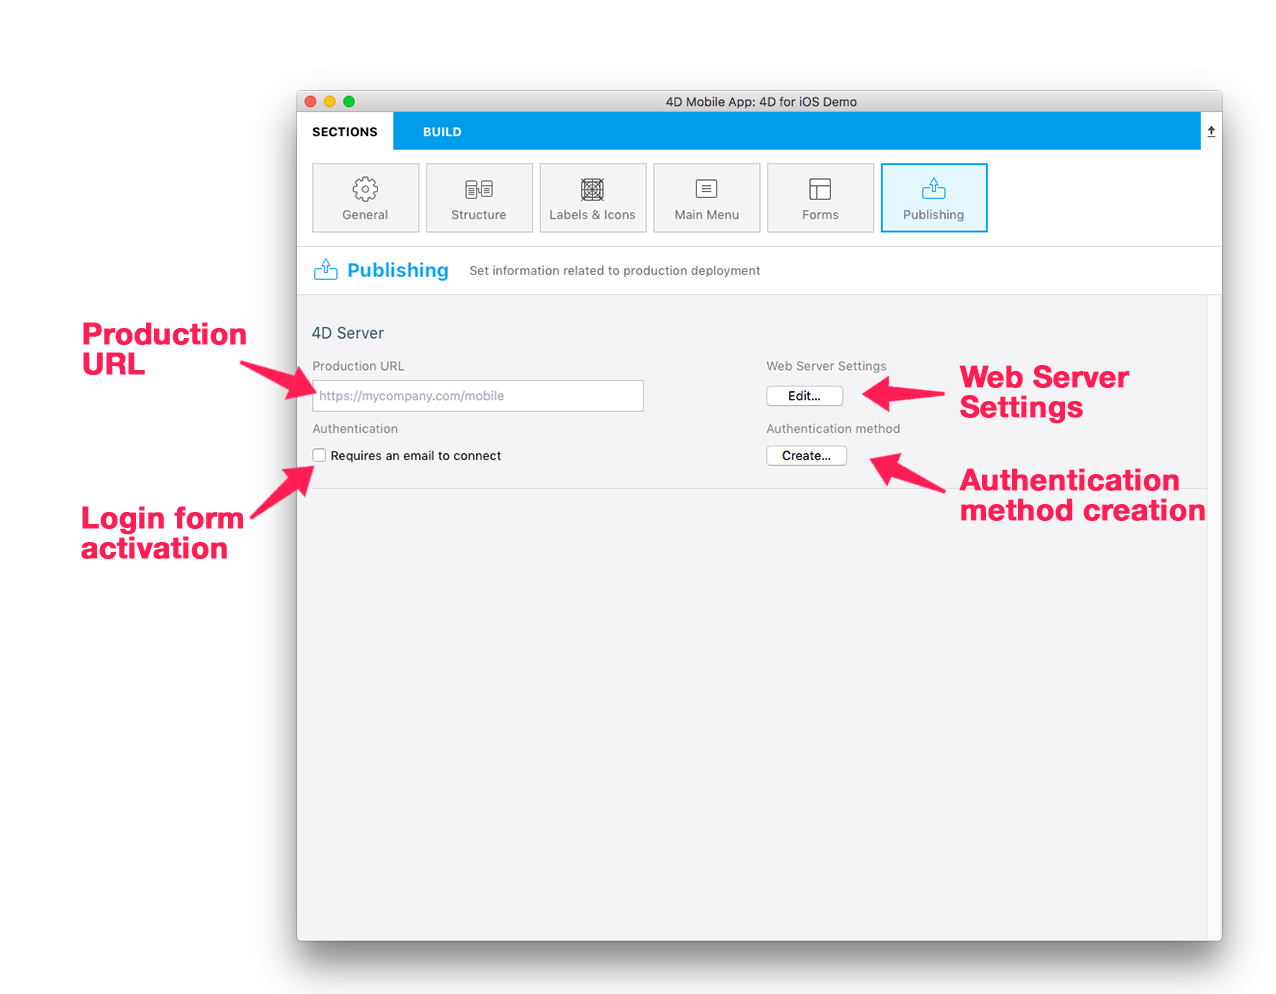 4D Mobile App: 4D for iOS Demo
SECTIONS BUILD
General Structure Labels & Icons Main Menu Forms Publishing
Publishing Set information related to production deployment
4D Server
Production URL
https://mycompany.com/mobile
Authentication
Requires an email to connect
Web Server Settings
Edit...
Authentication method
Create...
Production
URL
Login form
activation
Web Server
Settings
Authentication
method creation